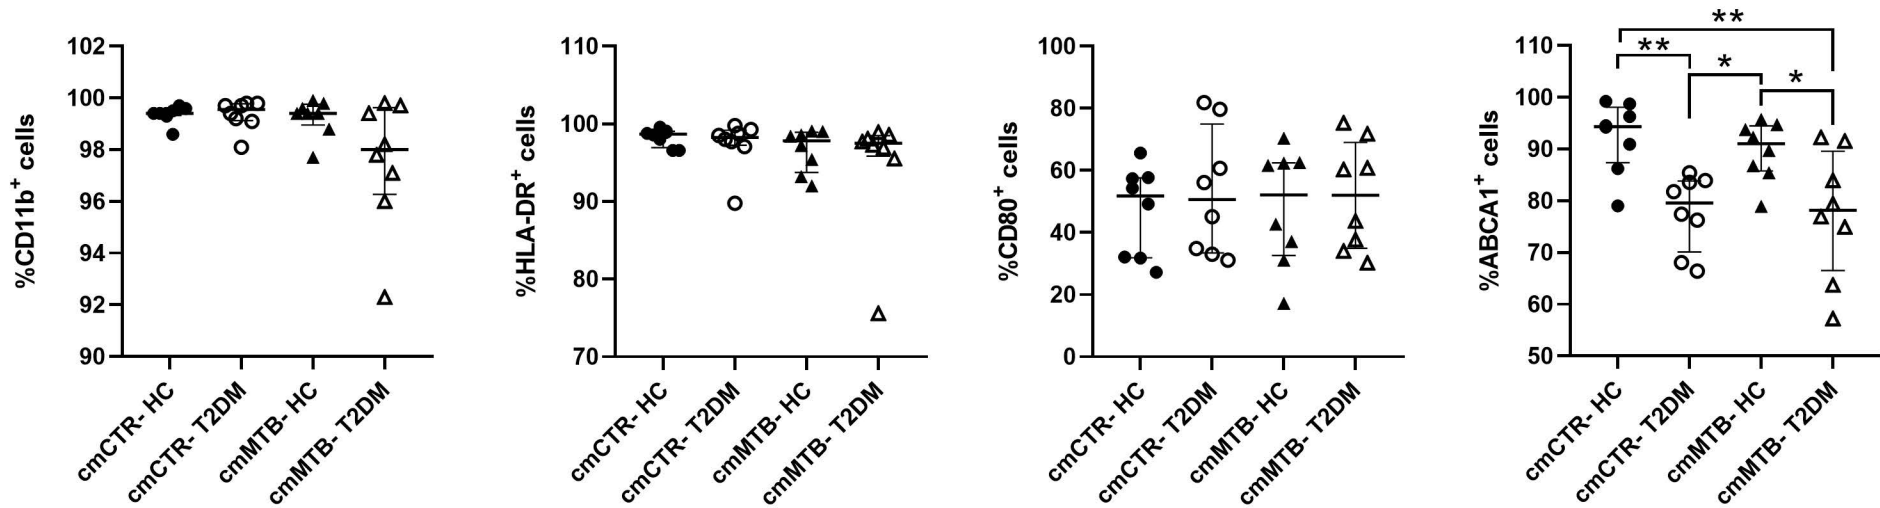 %CD11b+ cells
102
100
98
96
94
92
90
cmCTR- HC
cmCTR- T2DM
cmMTB- HC
cmMTB- T2DM
%HLA-DR+ cells
110
100
90
80
70
cmCTR- HC
cmCTR- T2DM
cmMTB- HC
cmMTB- T2DM
%CD80+ cells
100
80
60
40
20
0
cmCTR- HC
cmCTR- T2DM
cmMTB- HC
cmMTB- T2DM
%ABCA1+ cells
110
100
90
80
70
60
50
**
**
*
*
cmCTR- HC
cmCTR- T2DM
cmMTB- HC
cmMTB- T2DM